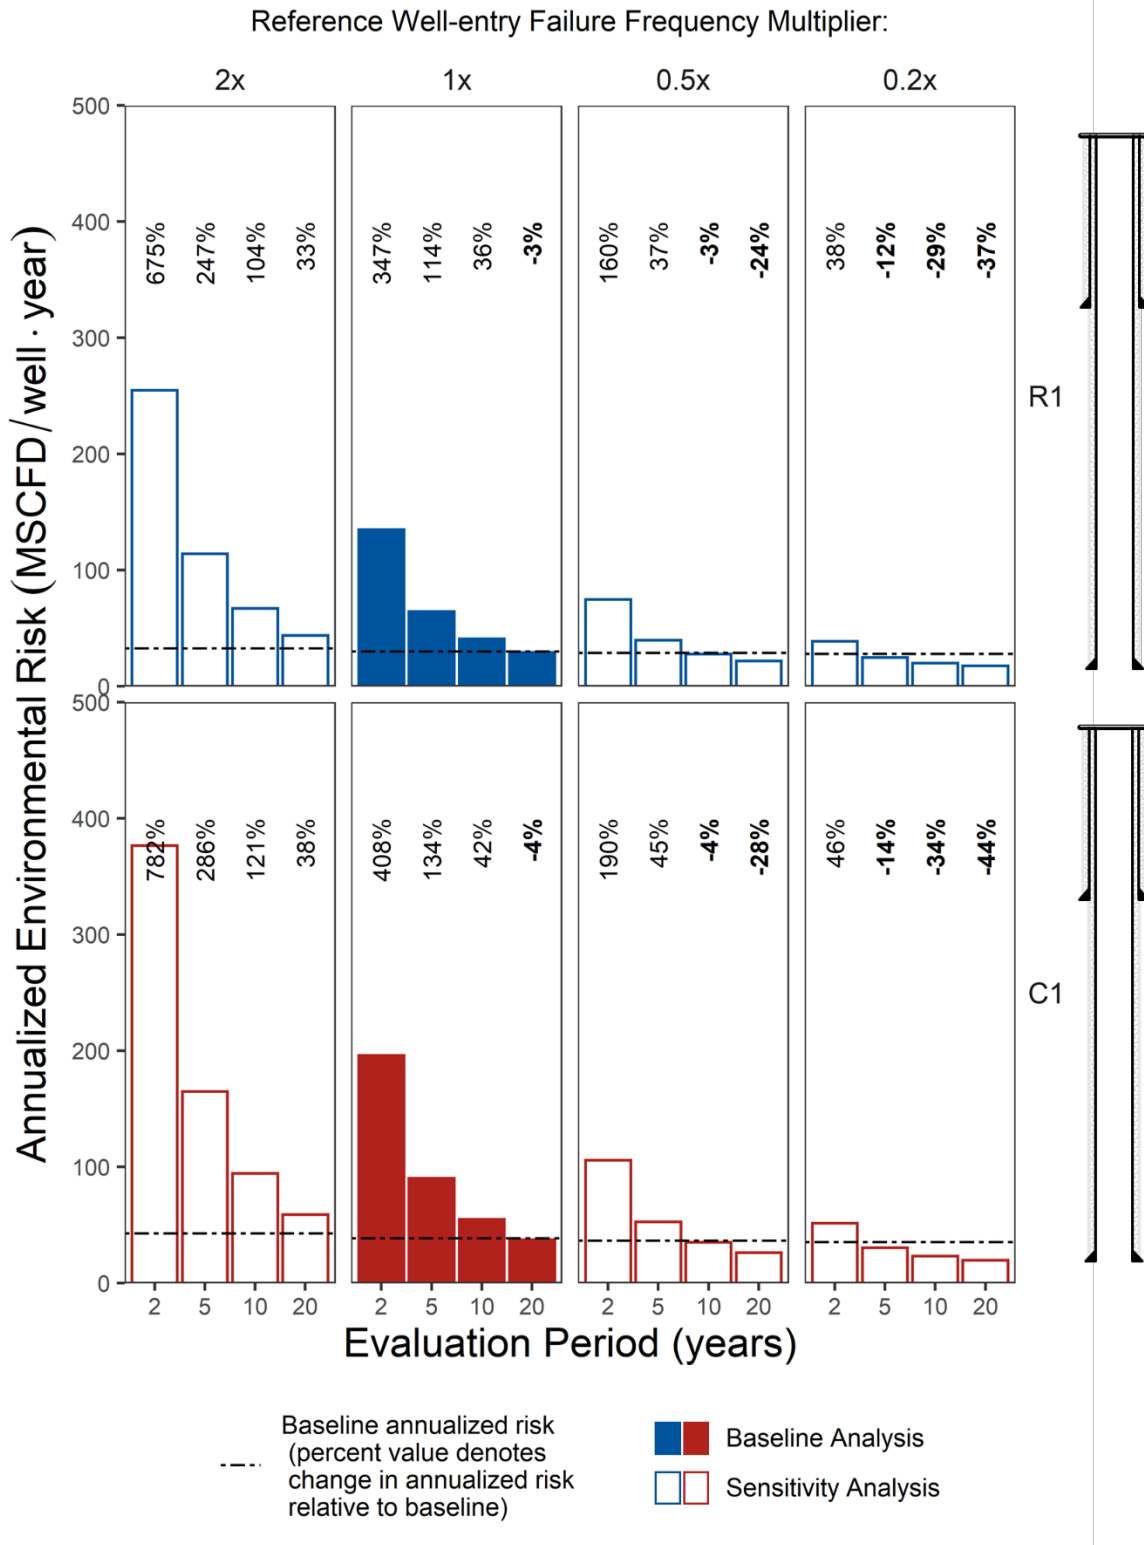 Reference Well-entry Failure Frequency Multiplier:
2x 1x 0.5x 0.2x
Annualized Environmental Risk (MSCFD/well · year)
500
400
300
200
100
0
675% 247% 104% 33%
347% 114% 36% -3%
160% 37% -3% -24%
38% -12% -29% -37%
R1
500
400
300
200
100
0
782% 286% 121% 38%
408% 134% 42% -4%
190% 45% -4% -28%
46% -14% -34% -44%
C1
2 5 10 20 2 5 10 20 2 5 10 20 2 5 10 20
Evaluation Period (years)
Baseline annualized risk
(percent value denotes
change in annualized risk
relative to baseline)
Baseline Analysis
Sensitivity Analysis